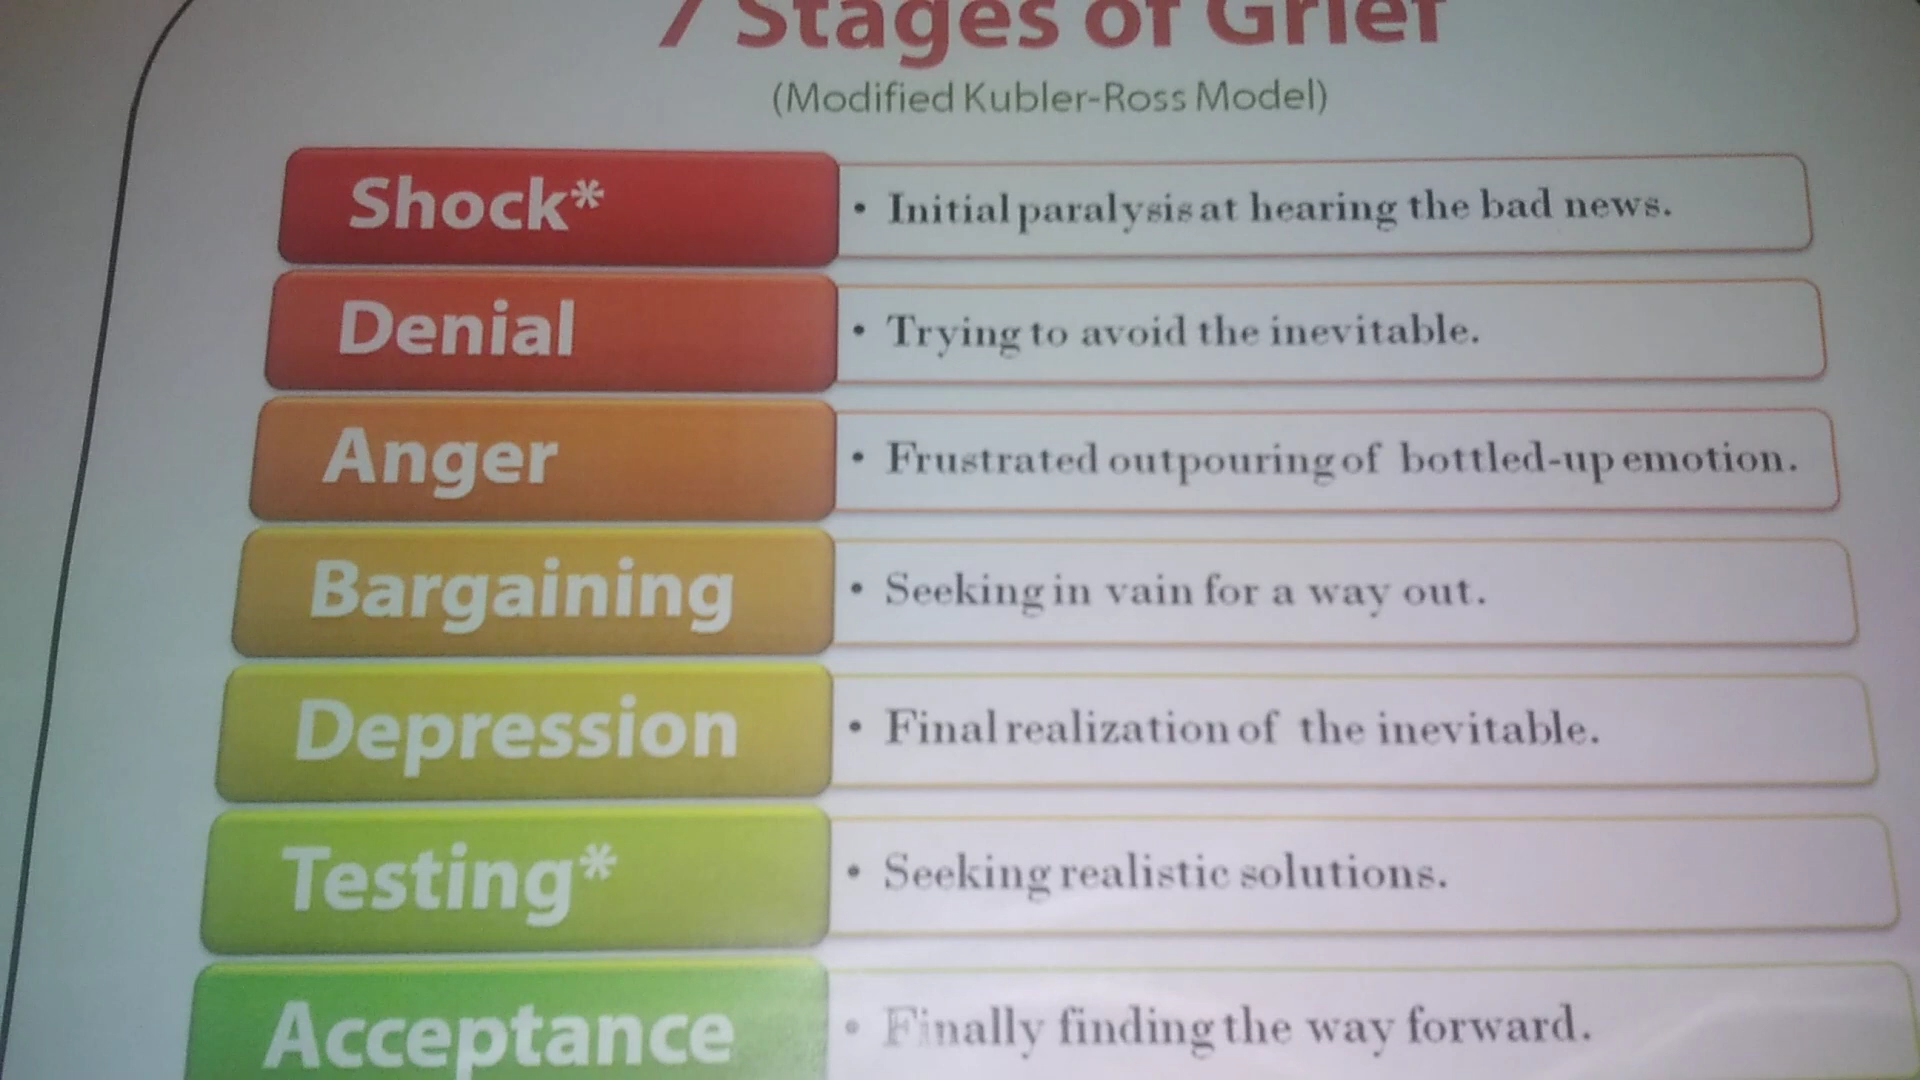 7 Stages of Grief
(Modified Kubler-Ross Model)
Shock*
• Initial paralysis at hearing the bad news.
Denial
• Trying to avoid the inevitable.
Anger
• Frustrated outpouring of bottled-up emotion.
Bargaining
• Seeking in vain for a way out.
Depression
• Final realization of the inevitable.
Testing*
• Seeking realistic solutions.
Acceptance
• Finally finding the way forward.